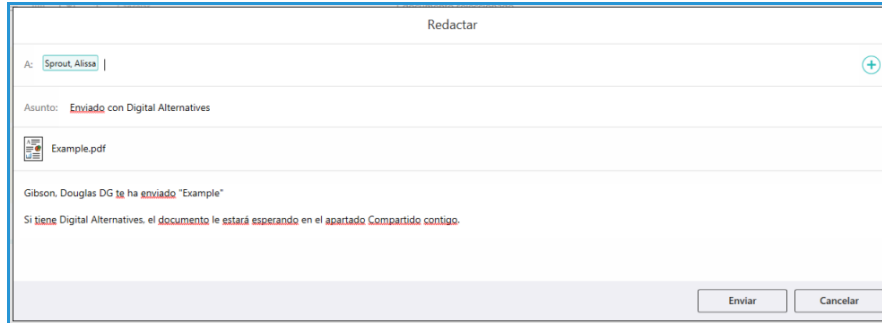 Redactar
A: Sprout, Alissa
Asunto: Enviado con Digital Alternatives
Example.pdf
Gibson, Douglas DG te ha enviado "Example"
Si tiene Digital Alternatives, el documento le estará esperando en el apartado Compartido contigo.
Enviar Cancelar